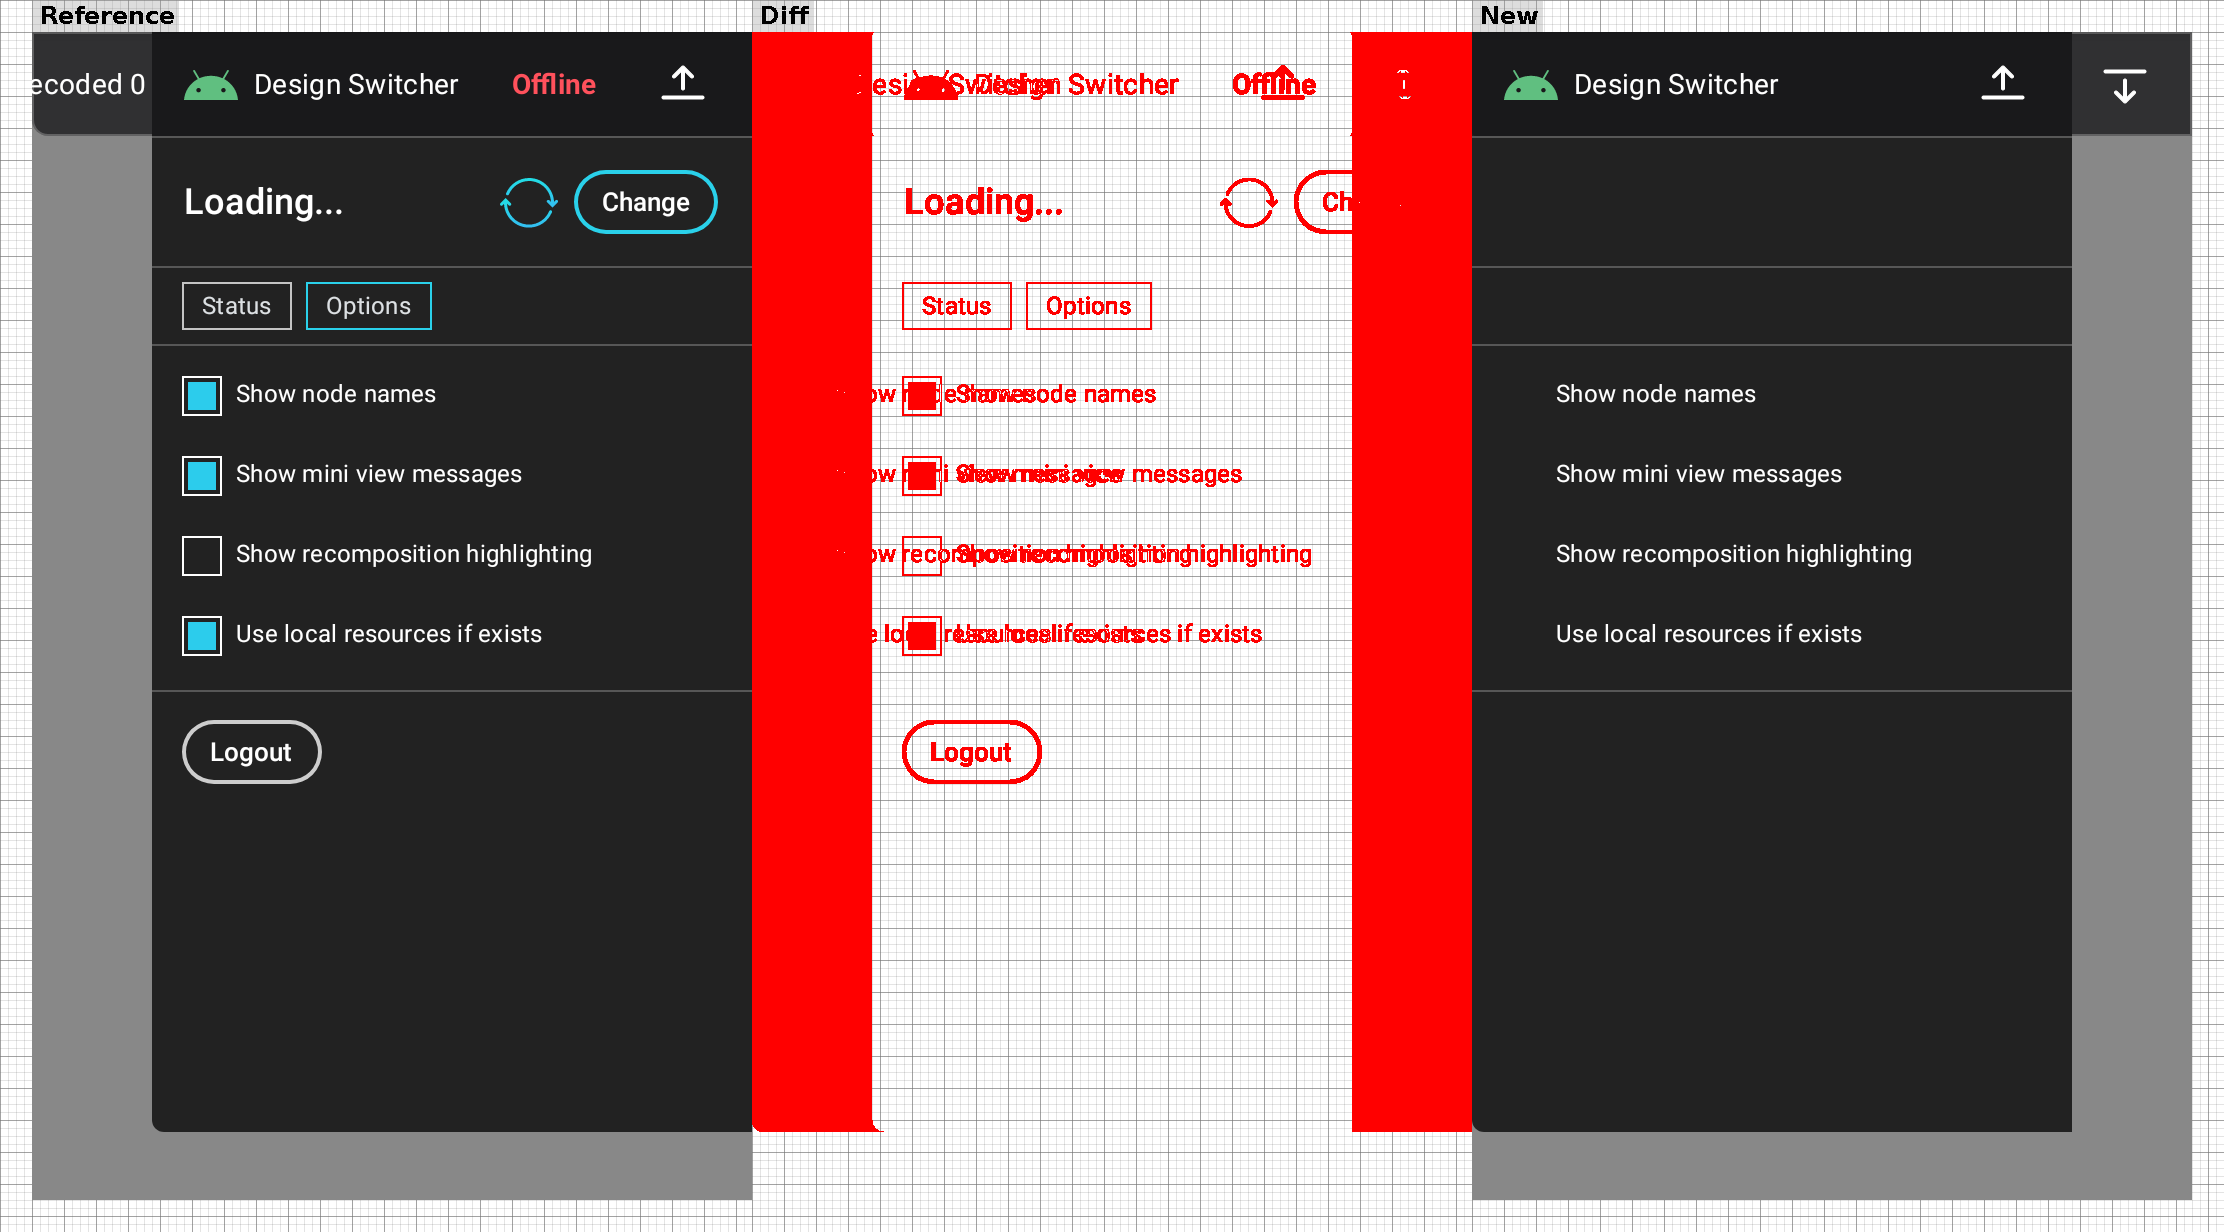 Reference
ecoded 0
Design Switcher
Offline
Loading...
Change
Status
Options
Show node names
Show mini view messages
Show recomposition highlighting
Use local resources if exists
Logout
Diff
Design Switcher
Offline
Loading...
Status
Options
Show node names
Show mini view messages
Show recomposition highlighting
Use local resources if exists
Logout
New
Design Switcher
Show node names
Show mini view messages
Show recomposition highlighting
Use local resources if exists